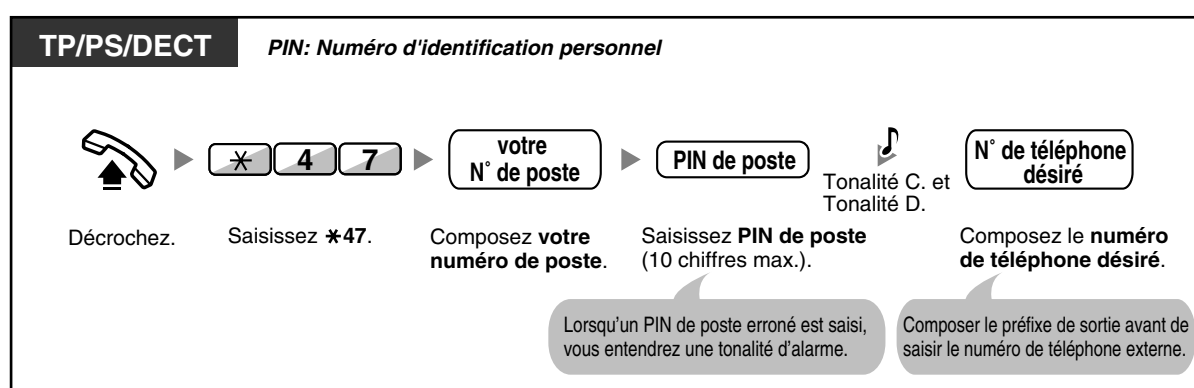 TP/PS/DECT
PIN: Numéro d'identification personnel
* 4 7
votre
N° de poste
PIN de poste
Tonalité C. et
Tonalité D.
N° de téléphone
désiré
Décrochez.
Saisissez *47.
Composez votre
numéro de poste.
Saisissez PIN de poste
(10 chiffres max.).
Composez le numéro
de téléphone désiré.
Lorsqu'un PIN de poste erroné est saisi,
vous entendrez une tonalité d'alarme.
Composer le préfixe de sortie avant de
saisir le numéro de téléphone externe.